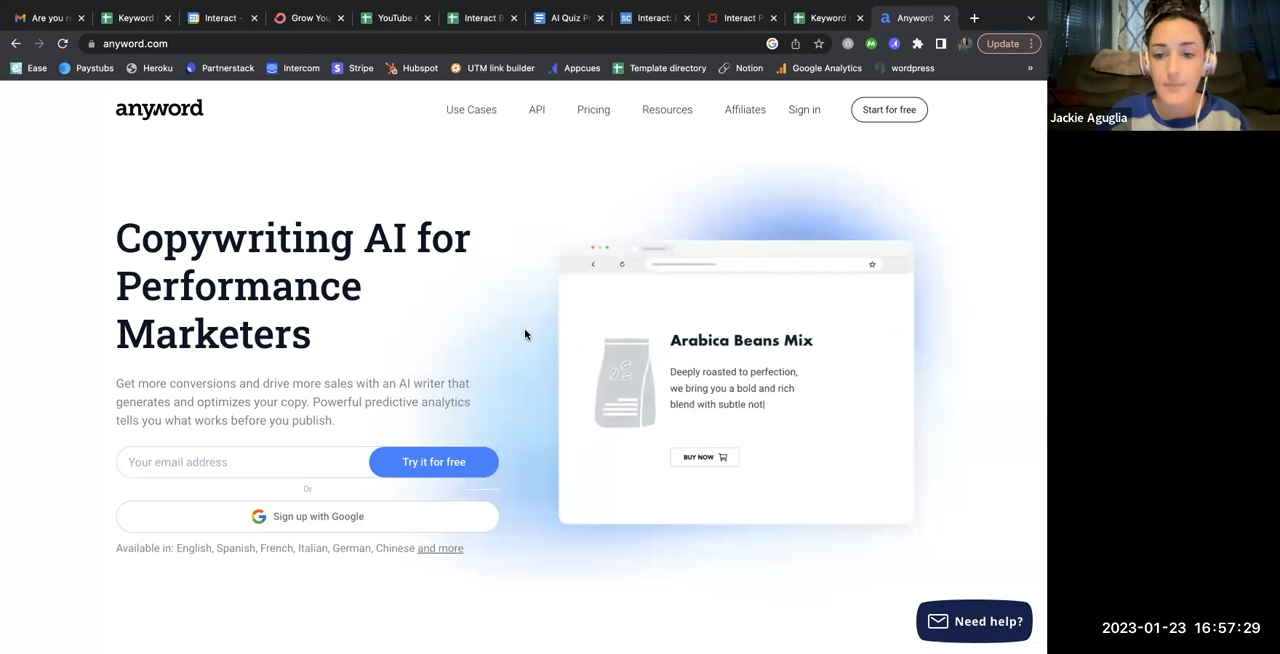 Are you r
Keyword
Interact -
Grow You
YouTube
Interact B
AI Quiz P
Interact:
Interact P
Keyword
Anyword
anyword.com
Update
Ease
Paystubs
Heroku
Partnerstack
Intercom
Stripe
Hubspot
UTM link builder
Appcues
Template directory
Notion
Google Analytics
wordpress
»
Jackie Aguglia
anyword
Use Cases
API
Pricing
Resources
Affiliates
Sign in
Start for free
Copywriting AI for
Performance
Marketers
Get more conversions and drive more sales with an AI writer that
generates and optimizes your copy. Powerful predictive analytics
tells you what works before you publish.
Your email address
Try it for free
Or
Sign up with Google
Available in: English, Spanish, French, Italian, German, Chinese and more
Arabica Beans Mix
Deeply roasted to perfection,
we bring you a bold and rich
blend with subtle not|
BUY NOW
Need help?
2023-01-23 16:57:29